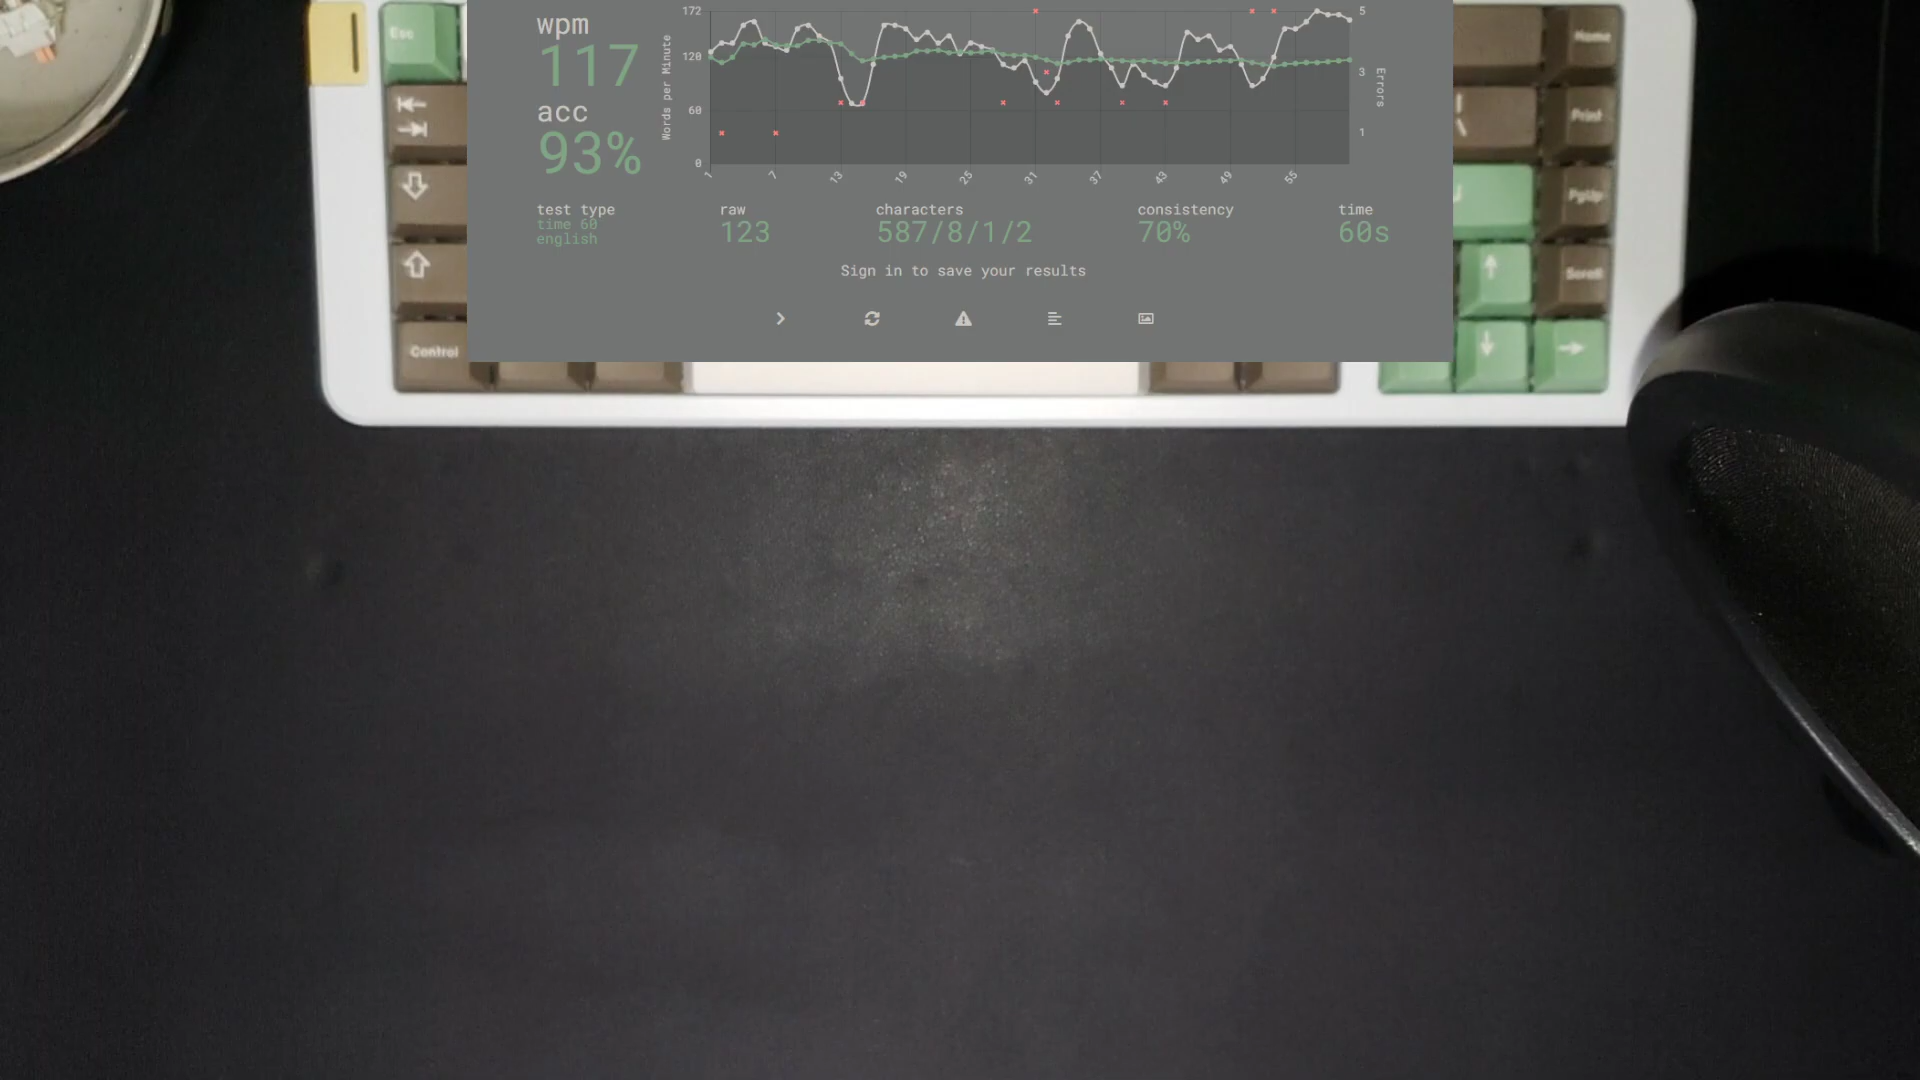 wpm
117
acc
93%
Words per Minute
172
120
60
0
5
3
1
Errors
1 7 13 19 25 31 37 43 49 55
test type
time 60
english
raw
123
characters
587/8/1/2
consistency
70%
time
60s
Sign in to save your results
Esc
Control
Home
Print
PgUp
Scroll